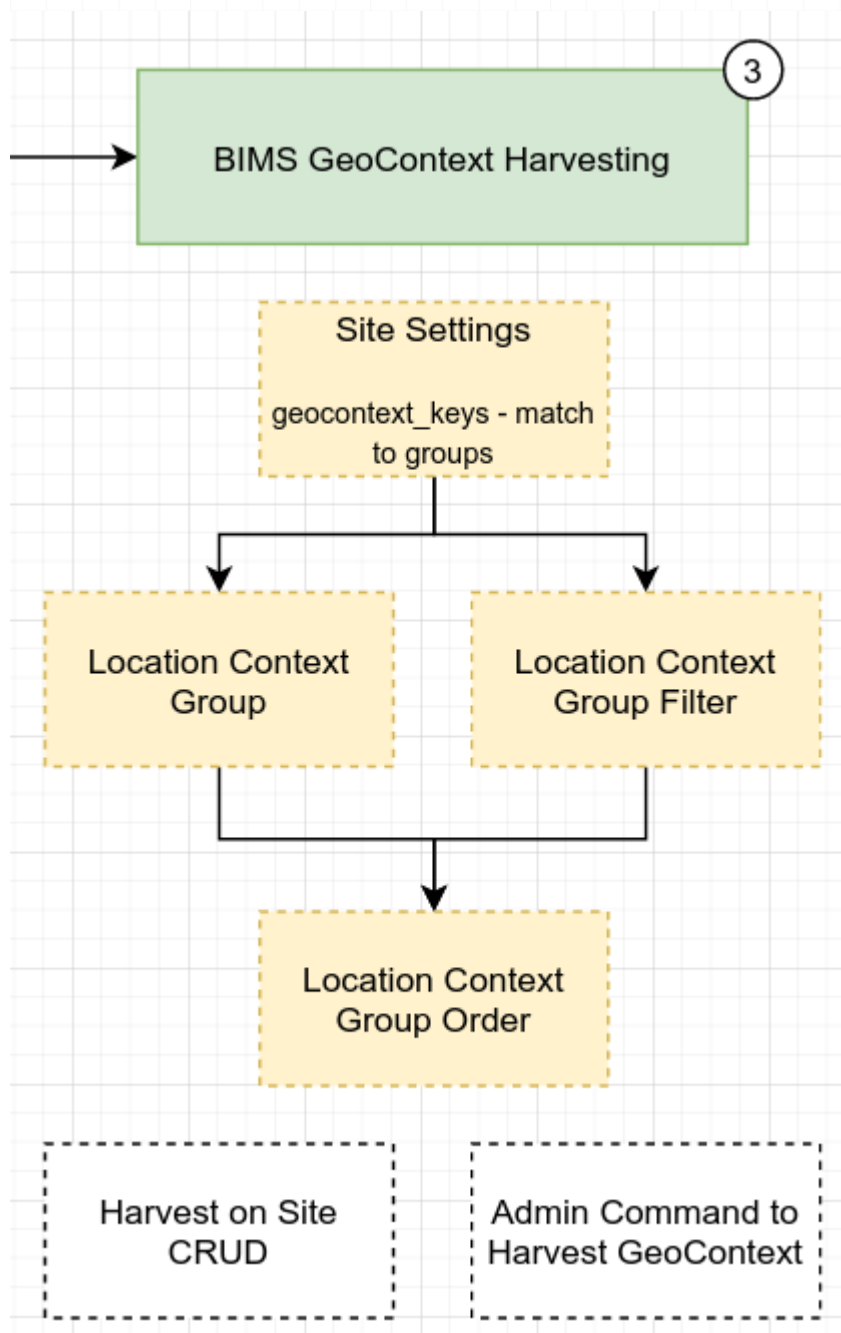 3
BIMS GeoContext Harvesting
Site Settings
geocontext_keys - match
to groups
Location Context
Group
Location Context
Group Filter
Location Context
Group Order
Harvest on Site
CRUD
Admin Command to
Harvest GeoContext